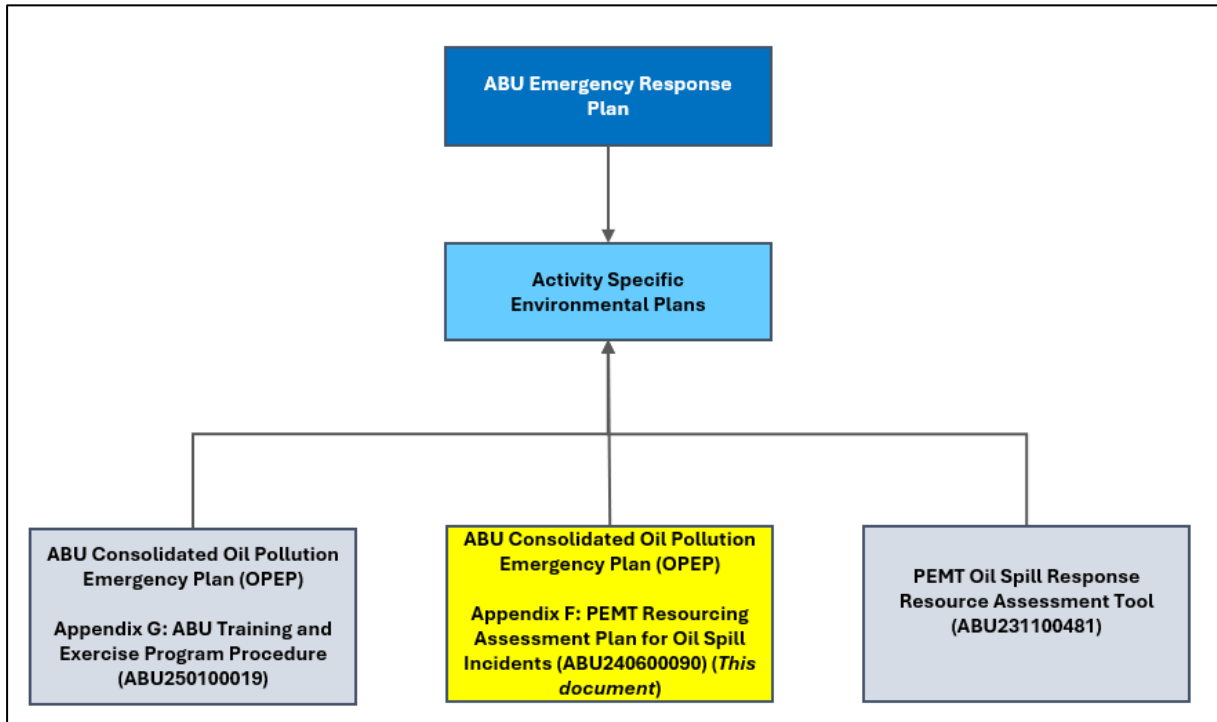 ABU Emergency Response
Plan
Activity Specific
Environmental Plans
ABU Consolidated Oil Pollution
Emergency Plan (OPEP)
Appendix G: ABU Training and
Exercise Program Procedure
(ABU250100019)
ABU Consolidated Oil Pollution
Emergency Plan (OPEP)
Appendix F: PEMT Resourcing
Assessment Plan for Oil Spill
Incidents (ABU240600090) (This
document)
PEMT Oil Spill Response
Resource Assessment Tool
(ABU231100481)